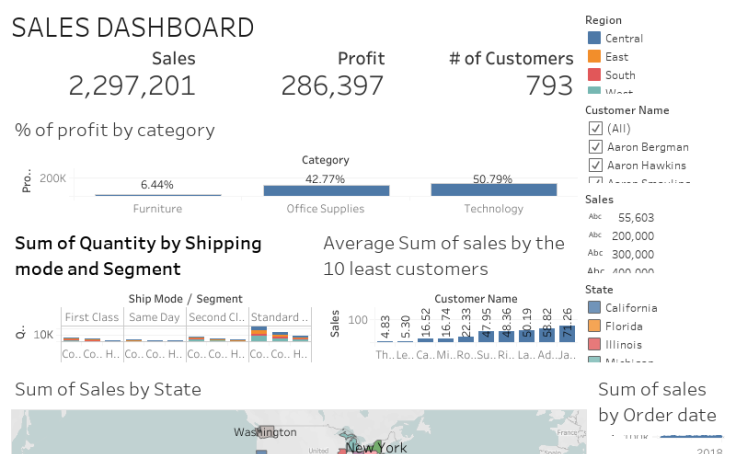 SALES DASHBOARD
Sales
2,297,201
Profit
286,397
# of Customers
793
Region
Central
East
South
West
Customer Name
(All)
Aaron Bergman
Aaron Hawkins
Aaron Smayling
% of profit by category
Category
Pro..
200K
6.44%
42.77%
50.79%
Furniture
Office Supplies
Technology
Sales
Abc 55,603
Abc 200,000
Abc 300,000
Abc 400,000
Sum of Quantity by Shipping
mode and Segment
Ship Mode / Segment
First Class
Same Day
Second Cl..
Standard ..
Q..
10K
Co.. Co.. H..
Co.. Co.. H..
Co.. Co.. H..
Co.. Co.. H..
Average Sum of sales by the
10 least customers
Customer Name
Sales
100
4.83
5.30
16.52
16.74
22.33
47.95
48.36
50.19
58.82
71.26
Th.. Le.. Ca.. Mi.. Ro.. Su.. Ri.. La.. Ad.. Ja..
State
California
Florida
Illinois
Michigan
Sum of Sales by State
Washington
United
New York
France
Sum of sales
by Order date
100K
2018